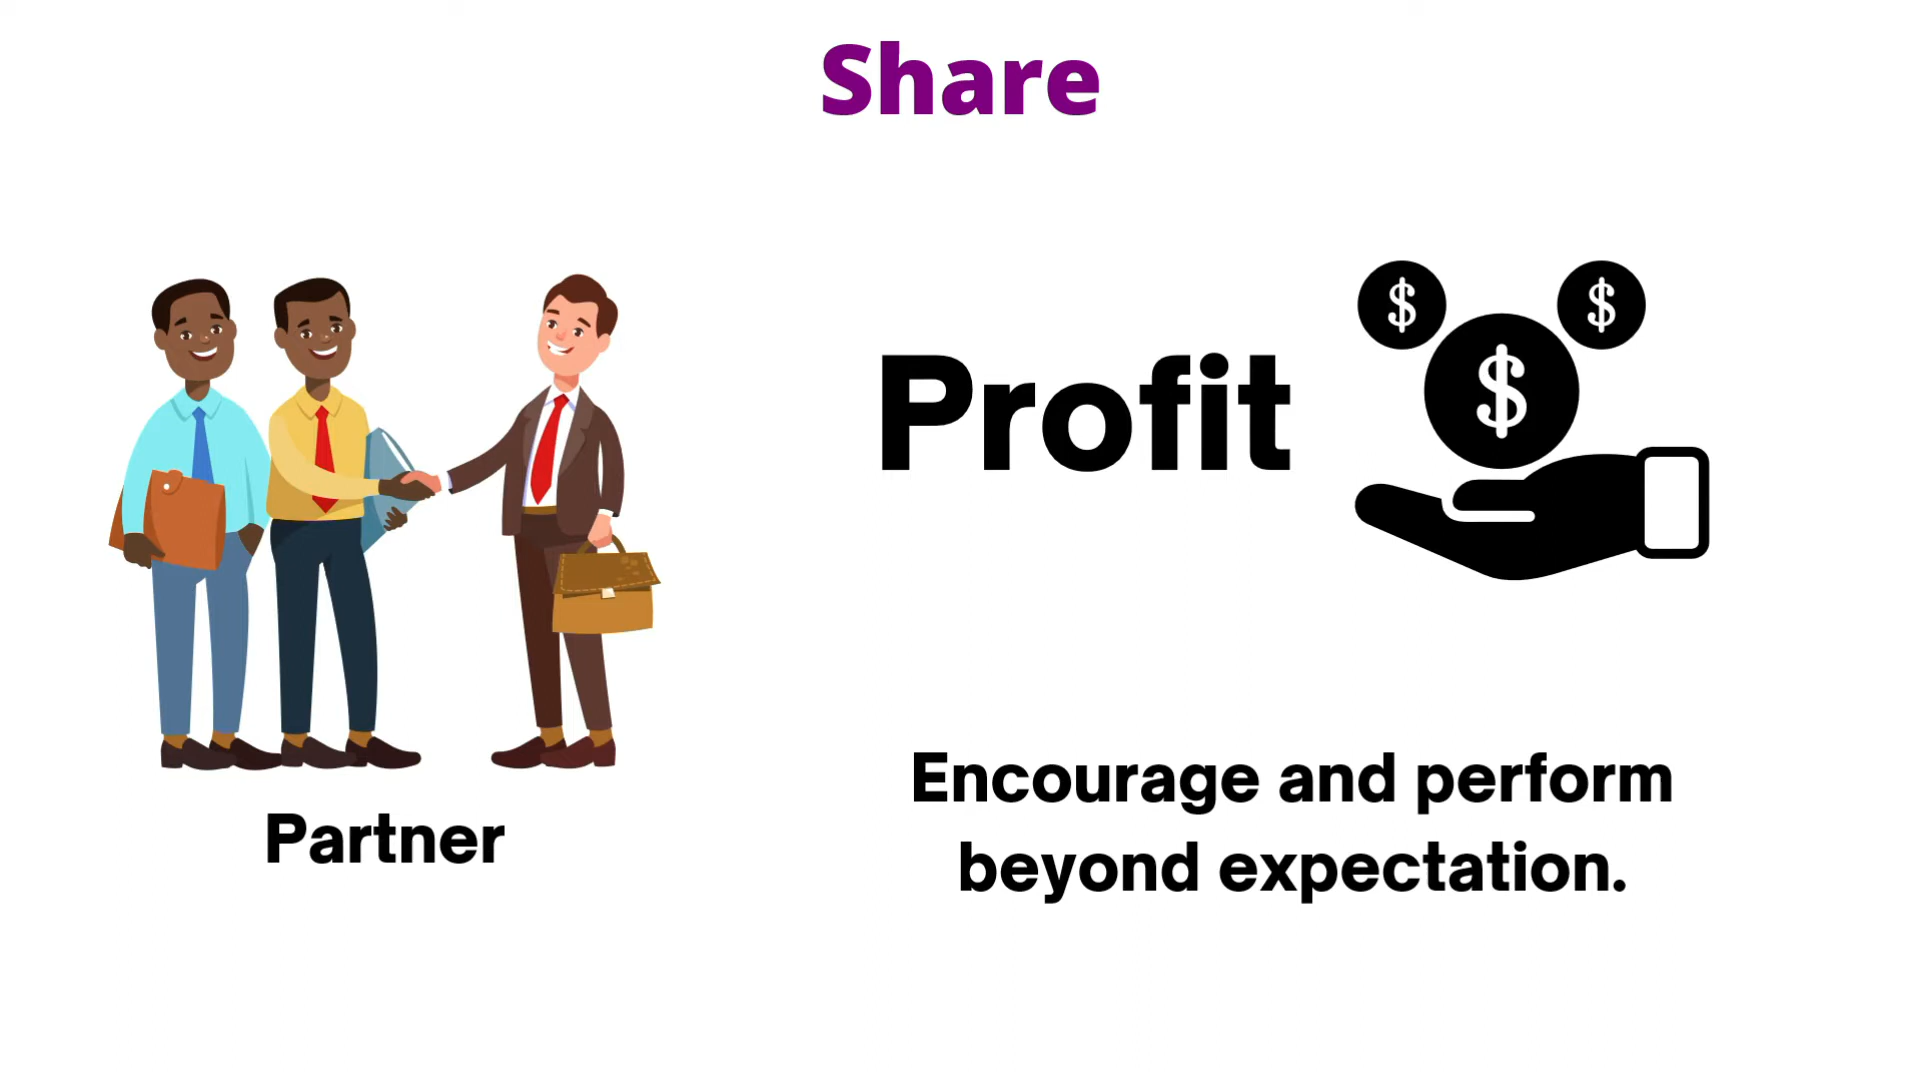 Share
Profit
$ $
$
Encourage and perform
beyond expectation.
Partner